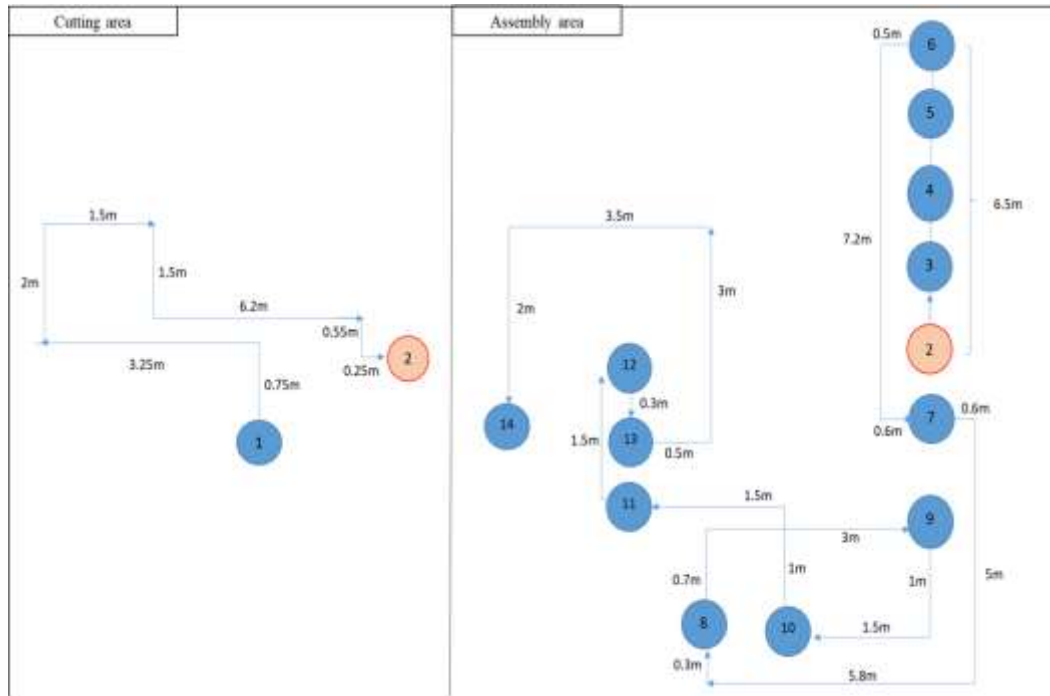 Cutting area
1.5m
2m
1.5m
6.2m
0.55m
2
3.25m
0.25m
0.75m
1
Assembly area
0.5m
6
5
4
6.5m
3.5m
7.2m
3
3m
2m
2
12
0.3m
7
0.6m
14
0.6m
1.5m
13
0.5m
11
1.5m
9
3m
1m
0.7m
1m
5m
8
10
1.5m
0.3m
5.8m